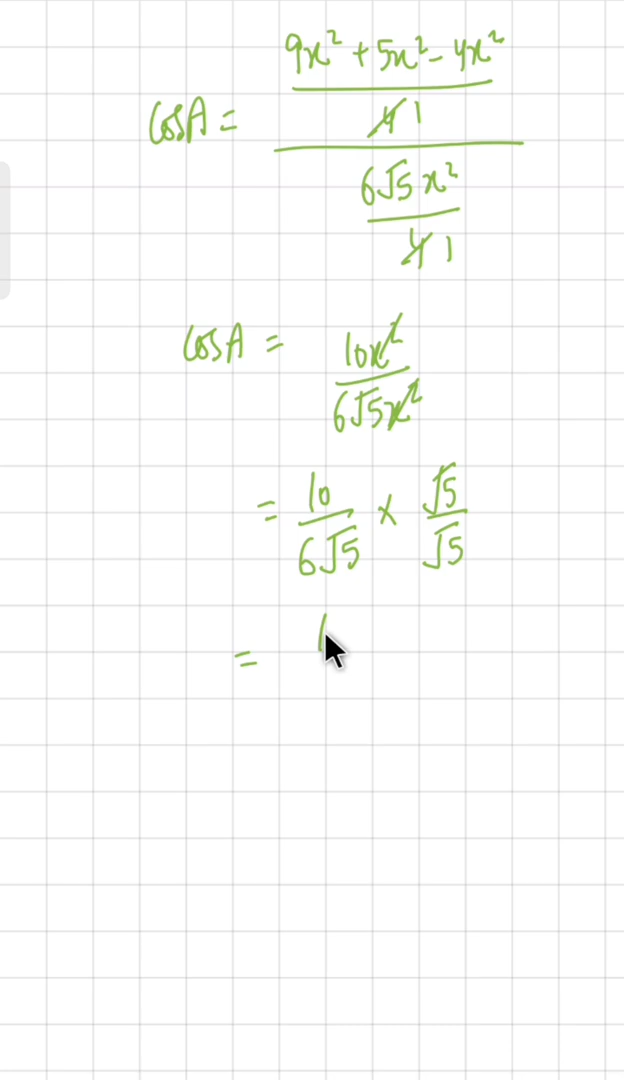 9x² + 5x² - 4x²
4 1
CosA =
6√5 x²
4 1
CosA = 10x² / 6√5x²
= 10 / 6√5 × √5 / √5
=